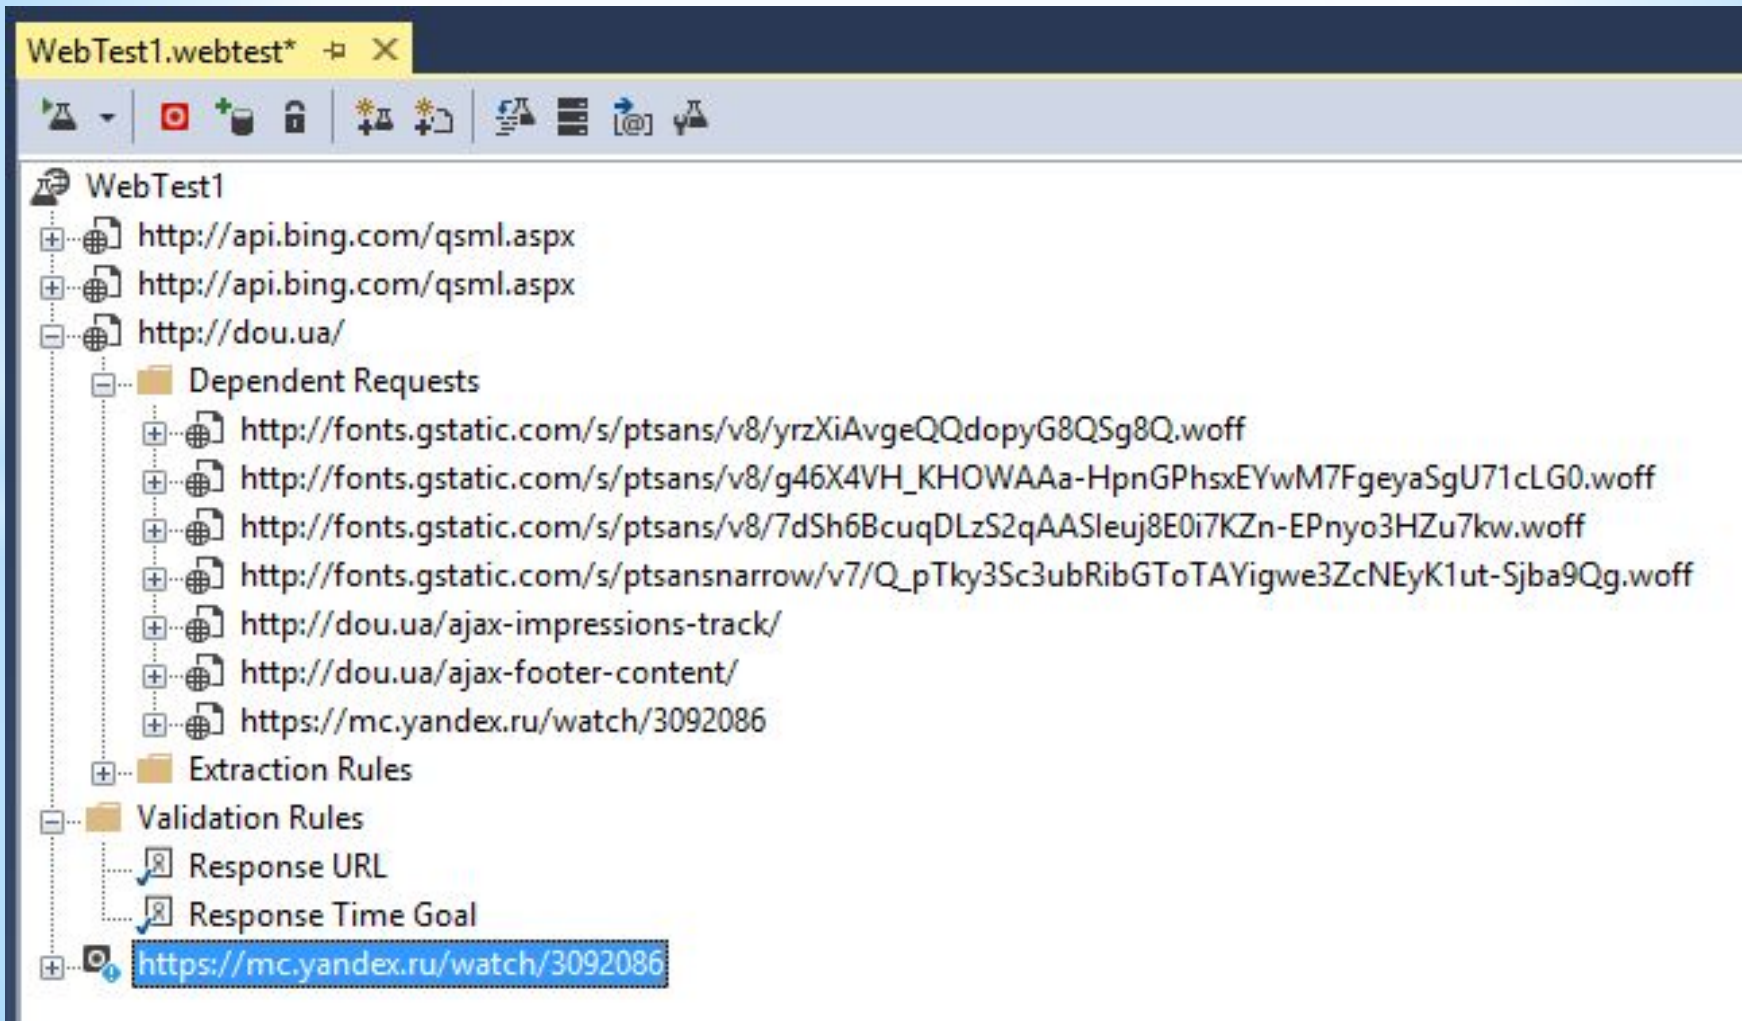 WebTest1.webtest*
WebTest1
http://api.bing.com/qsml.aspx
http://api.bing.com/qsml.aspx
http://dou.ua/
Dependent Requests
http://fonts.gstatic.com/s/ptsans/v8/yrzXiAvgeQQdopyG8QSg8Q.woff
http://fonts.gstatic.com/s/ptsans/v8/g46X4VH_KHOWAAa-HpnGPhsxEYwM7FgeyaSgU71cLG0.woff
http://fonts.gstatic.com/s/ptsans/v8/7dSh6BcuqDLzS2qAASleuj8E0i7KZn-EPnyo3HZu7kw.woff
http://fonts.gstatic.com/s/ptsansnarrow/v7/Q_pTky3Sc3ubRibGToTAYigwe3ZcNEyK1ut-Sjba9Qg.woff
http://dou.ua/ajax-impressions-track/
http://dou.ua/ajax-footer-content/
https://mc.yandex.ru/watch/3092086
Extraction Rules
Validation Rules
Response URL
Response Time Goal
https://mc.yandex.ru/watch/3092086